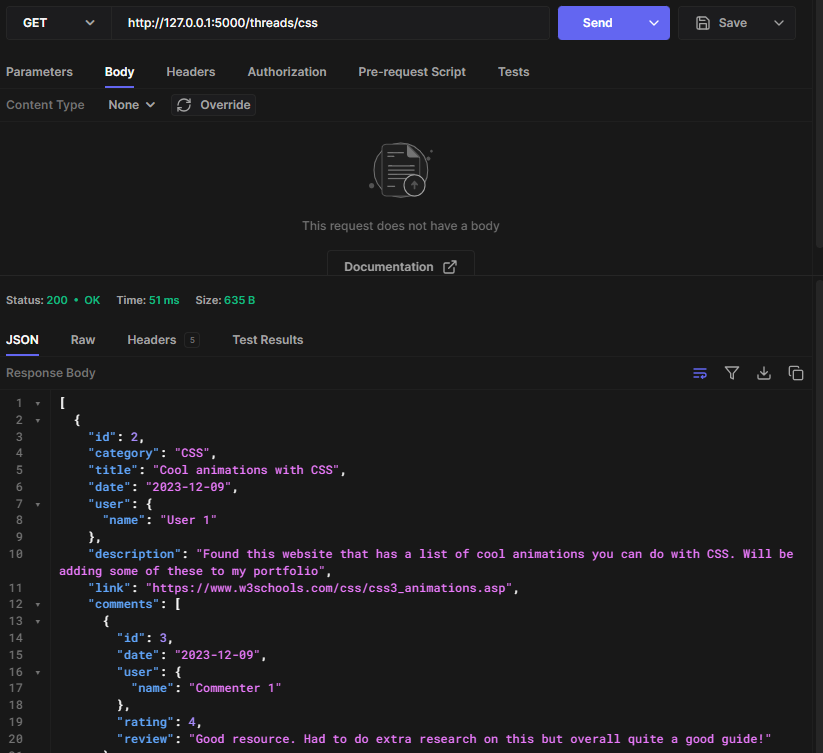 GET http://127.0.0.1:5000/threads/css Send Save
Parameters Body Headers Authorization Pre-request Script Tests
Content Type None Override
This request does not have a body
Documentation
Status: 200 • OK Time: 51 ms Size: 635 B
JSON Raw Headers 5 Test Results
Response Body
1 [
2 {
3 "id": 2,
4 "category": "CSS",
5 "title": "Cool animations with CSS",
6 "date": "2023-12-09",
7 "user": {
8 "name": "User 1"
9 },
10 "description": "Found this website that has a list of cool animations you can do with CSS. Will be
adding some of these to my portfolio",
11 "link": "https://www.w3schools.com/css/css3_animations.asp",
12 "comments": [
13 {
14 "id": 3,
15 "date": "2023-12-09",
16 "user": {
17 "name": "Commenter 1"
18 },
19 "rating": 4,
20 "review": "Good resource. Had to do extra research on this but overall quite a good guide!"